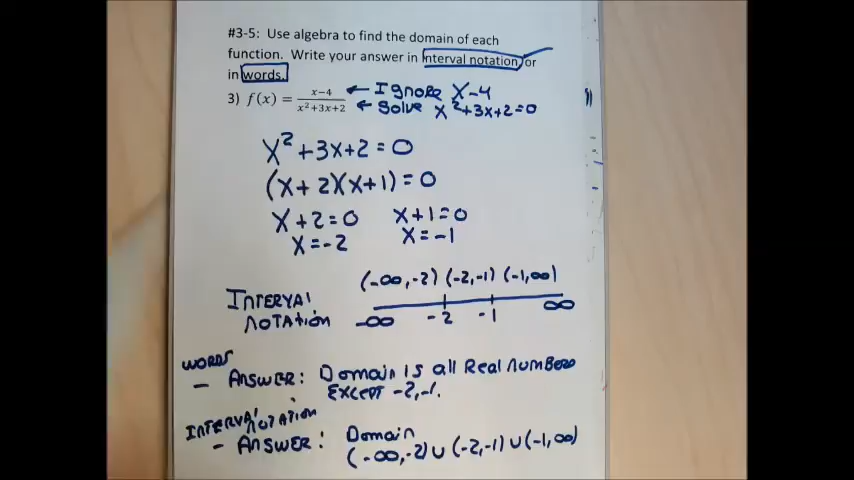 #3-5: Use algebra to find the domain of each
function. Write your answer in interval notation, or
in words.
3) f(x) = x-4 / x²+3x+2 ← Ignore x-4
← Solve x²+3x+2=0
x²+3x+2=0
(x+2)(x+1)=0
x+2=0 x+1=0
x=-2 x=-1
(-∞,-2) (-2,-1) (-1,∞)
INTERVAL
NOTATION -∞ -2 -1 ∞
WORDS
- ANSWER: Domain is all Real Numbers
EXCEPT -2,-1.
INTERVAL
NOTATION
- ANSWER: Domain
(-∞,-2)∪(-2,-1)∪(-1,∞)